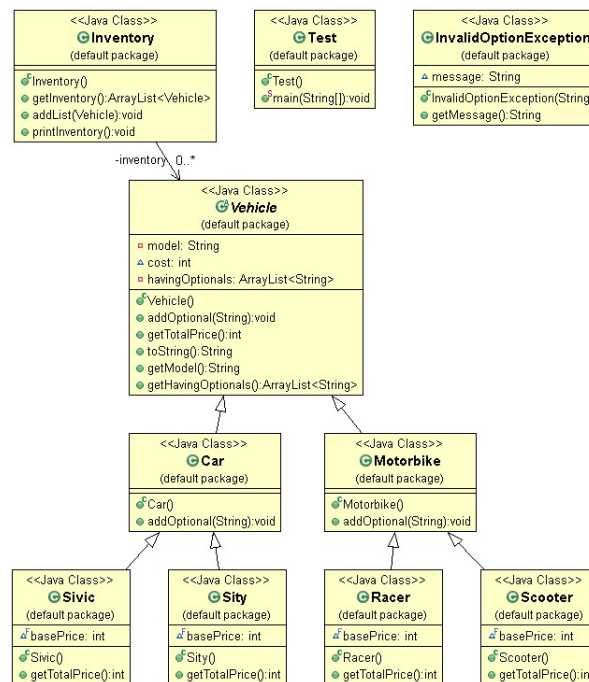 <<Java Class>>
Inventory
(default package)
Inventory()
getInventory():ArrayList<Vehicle>
addList(Vehicle):void
printInventory():void
<<Java Class>>
Test
(default package)
Test()
main(String[]):void
<<Java Class>>
InvalidOptionException
(default package)
message: String
InvalidOptionException(String
getMessage():String
-inventory 0..*
<<Java Class>>
Vehicle
(default package)
model: String
cost: int
havingOptionals: ArrayList<String>
Vehicle()
addOptional(String):void
getTotalPrice():int
toString():String
getModel():String
getHavingOptionals():ArrayList<String>
<<Java Class>>
Car
(default package)
Car()
addOptional(String):void
<<Java Class>>
Motorbike
(default package)
Motorbike()
addOptional(String):void
<<Java Class>>
Sivic
(default package)
basePrice: int
Sivic()
getTotalPrice():int
<<Java Class>>
Sity
(default package)
basePrice: int
Sity()
getTotalPrice():int
<<Java Class>>
Racer
(default package)
basePrice: int
Racer()
getTotalPrice():int
<<Java Class>>
Scooter
(default package)
basePrice: int
Scooter()
getTotalPrice():int